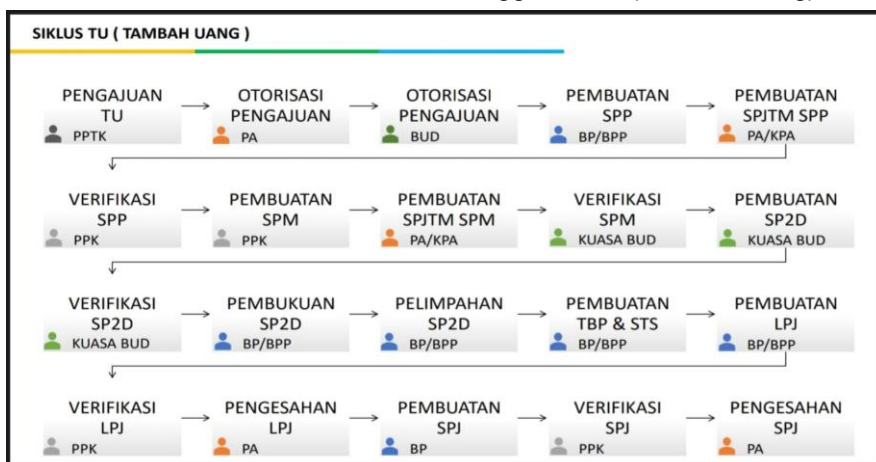 SIKLUS TU ( TAMBAH UANG )
PENGAJUAN
TU
PPTK
OTORISASI
PENGAJUAN
PA
OTORISASI
PENGAJUAN
BUD
PEMBUATAN
SPP
BP/BPP
PEMBUATAN
SPJTM SPP
PA/KPA
VERIFIKASI
SPP
PPK
PEMBUATAN
SPM
PPK
PEMBUATAN
SPJTM SPM
PA/KPA
VERIFIKASI
SPM
KUASA BUD
PEMBUATAN
SP2D
KUASA BUD
VERIFIKASI
SP2D
KUASA BUD
PEMBUKUAN
SP2D
BP/BPP
PELIMPAHAN
SP2D
BP/BPP
PEMBUATAN
TBP & STS
BP/BPP
PEMBUATAN
LPJ
BP/BPP
VERIFIKASI
LPJ
PPK
PENGESAHAN
LPJ
PA
PEMBUATAN
SPJ
BP
VERIFIKASI
SPJ
PPK
PENGESAHAN
SPJ
PA